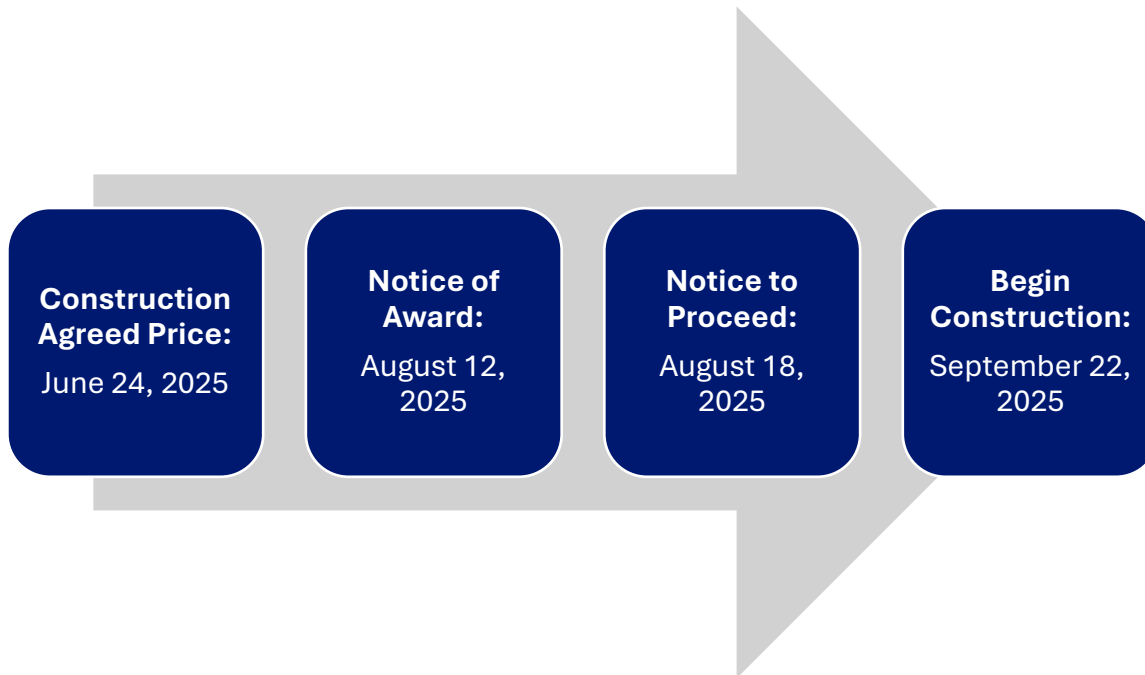 Construction
Agreed Price:
June 24, 2025
Notice of
Award:
August 12,
2025
Notice to
Proceed:
August 18,
2025
Begin
Construction:
September 22,
2025